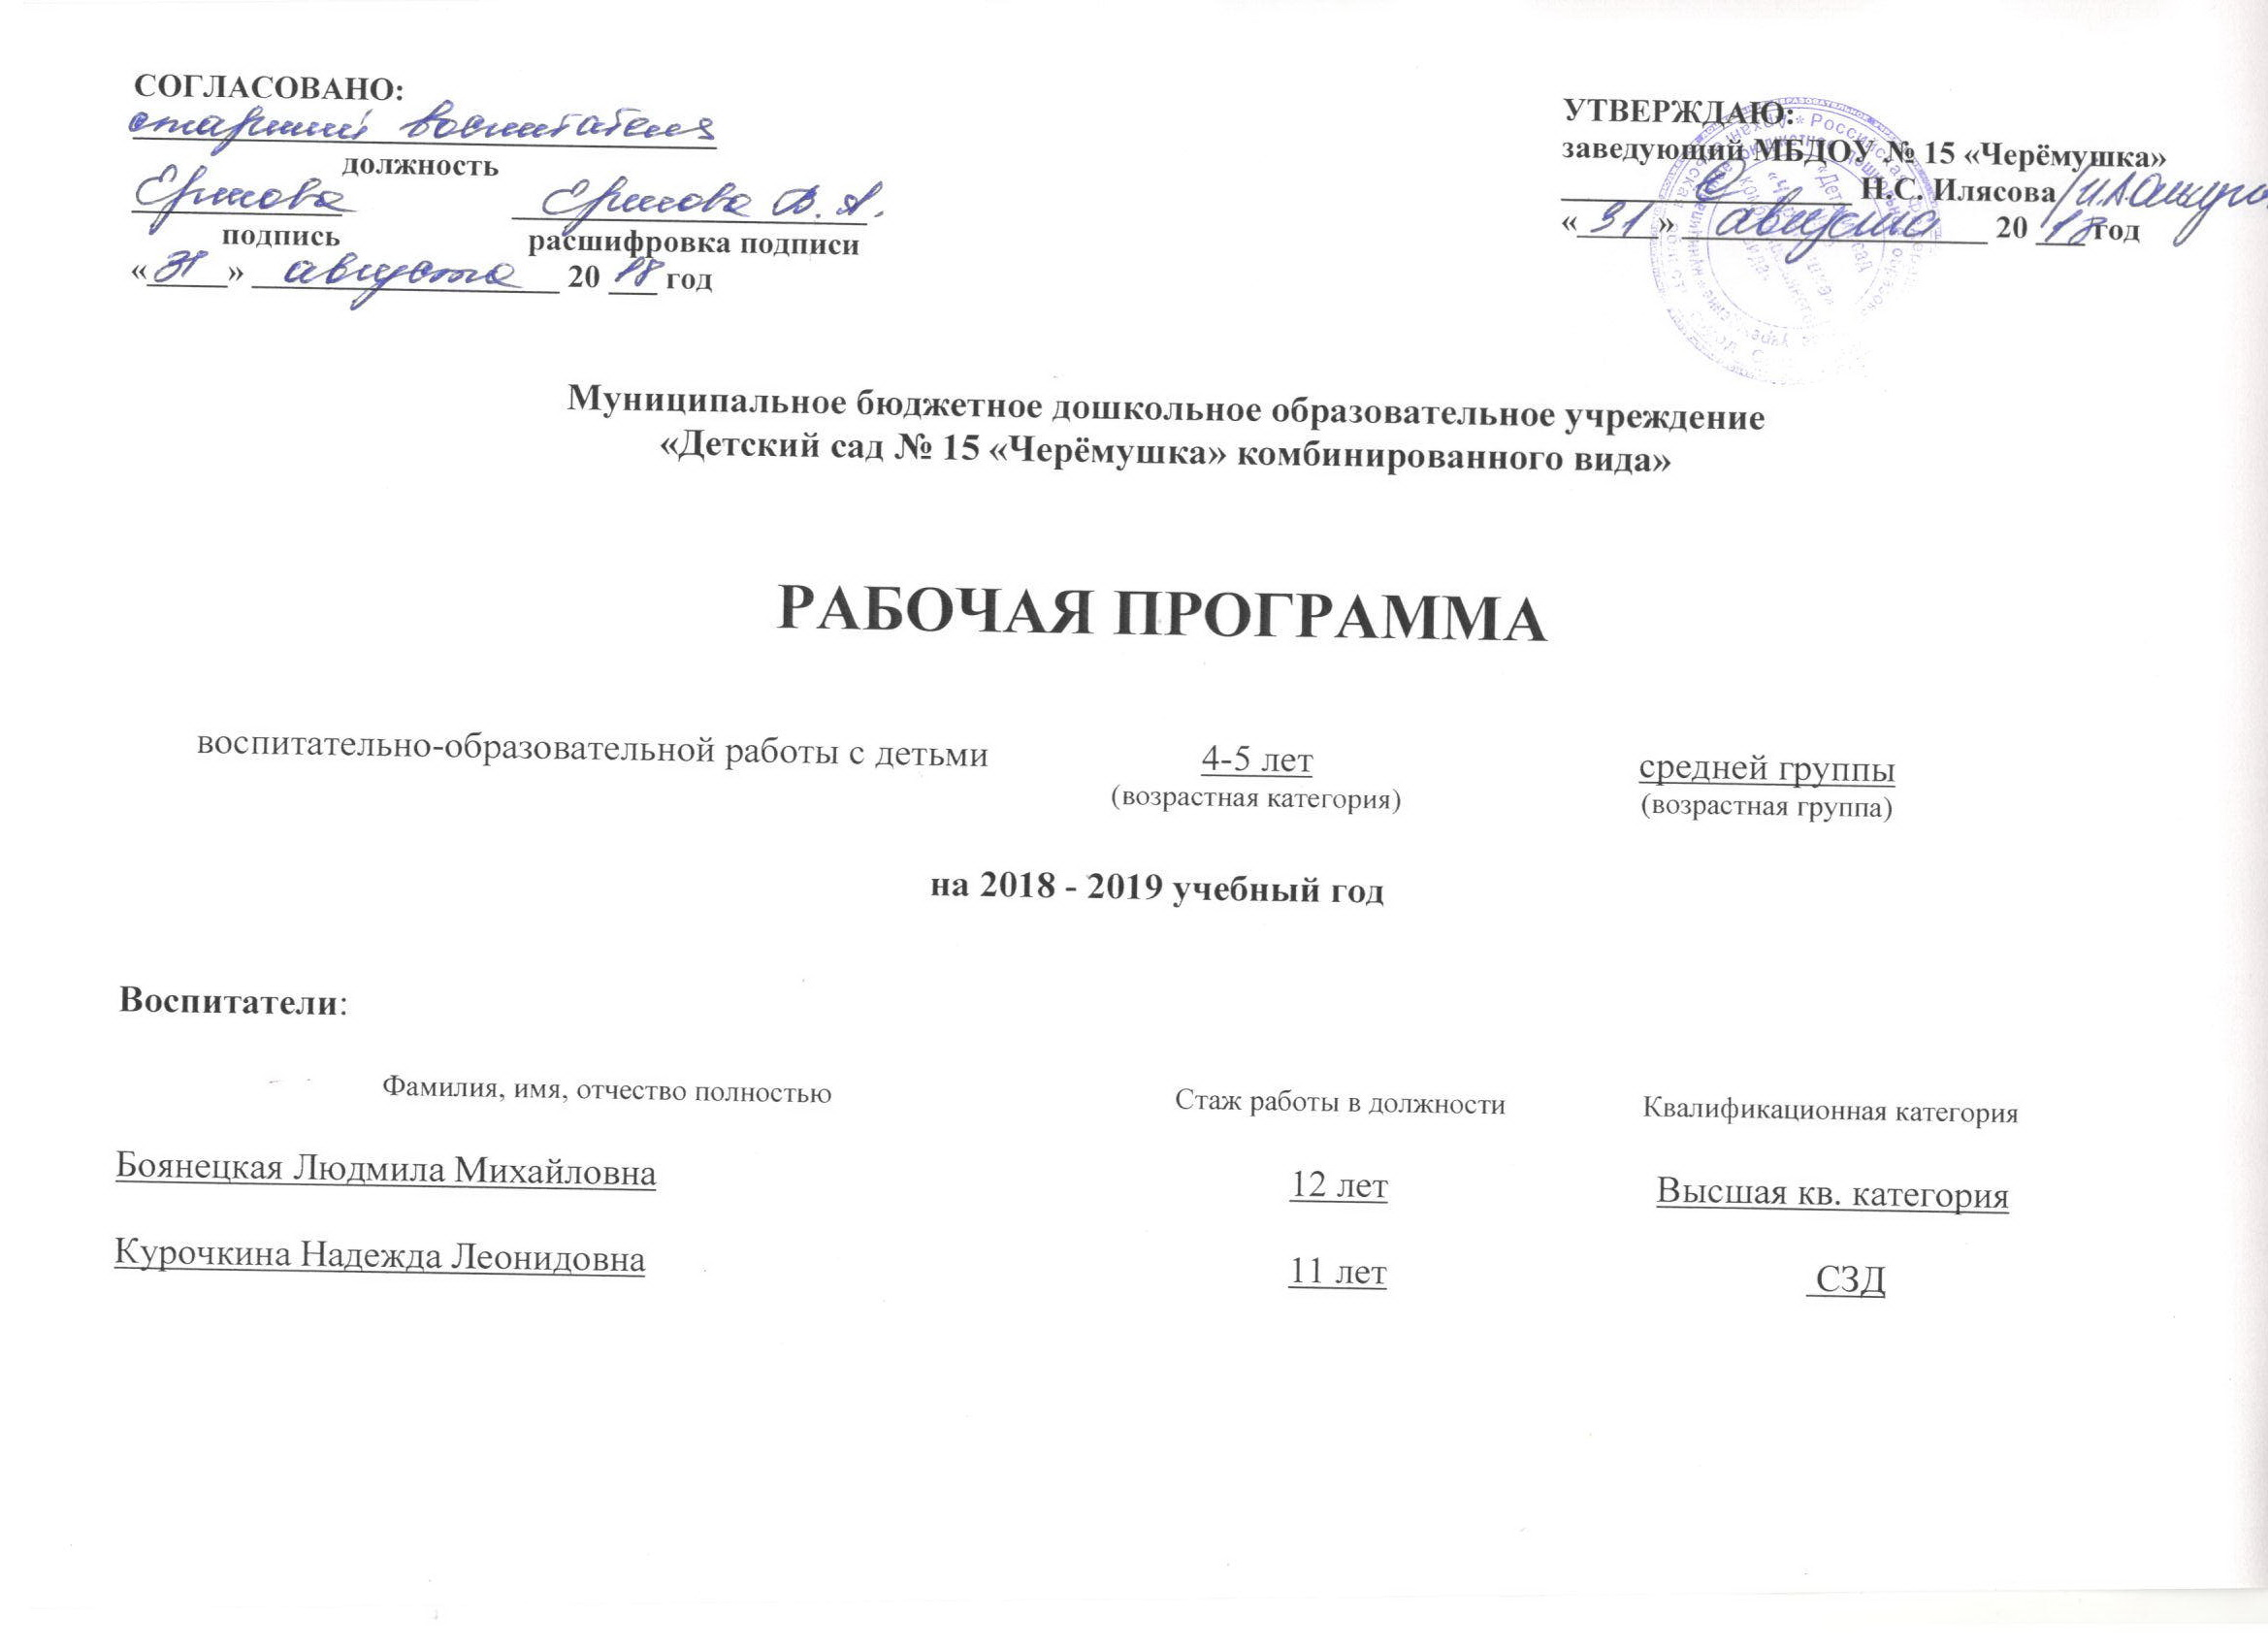 СОГЛАСОВАНО:
старший воспитатель
должность
Ершова Ершова В.А.
подпись расшифровка подписи
«31» августа 20 18 год
УТВЕРЖДАЮ:
заведующий МБДОУ № 15 «Черёмушка»
Н.С. Илясова
«31» августа 20 18 год
Муниципальное бюджетное дошкольное образовательное учреждение
«Детский сад № 15 «Черёмушка» комбинированного вида»
РАБОЧАЯ ПРОГРАММА
воспитательно-образовательной работы с детьми 4-5 лет средней группы
(возрастная категория) (возрастная группа)
на 2018 - 2019 учебный год
Воспитатели:
Фамилия, имя, отчество полностью Стаж работы в должности Квалификационная категория
Боянецкая Людмила Михайловна 12 лет Высшая кв. категория
Курочкина Надежда Леонидовна 11 лет СЗД